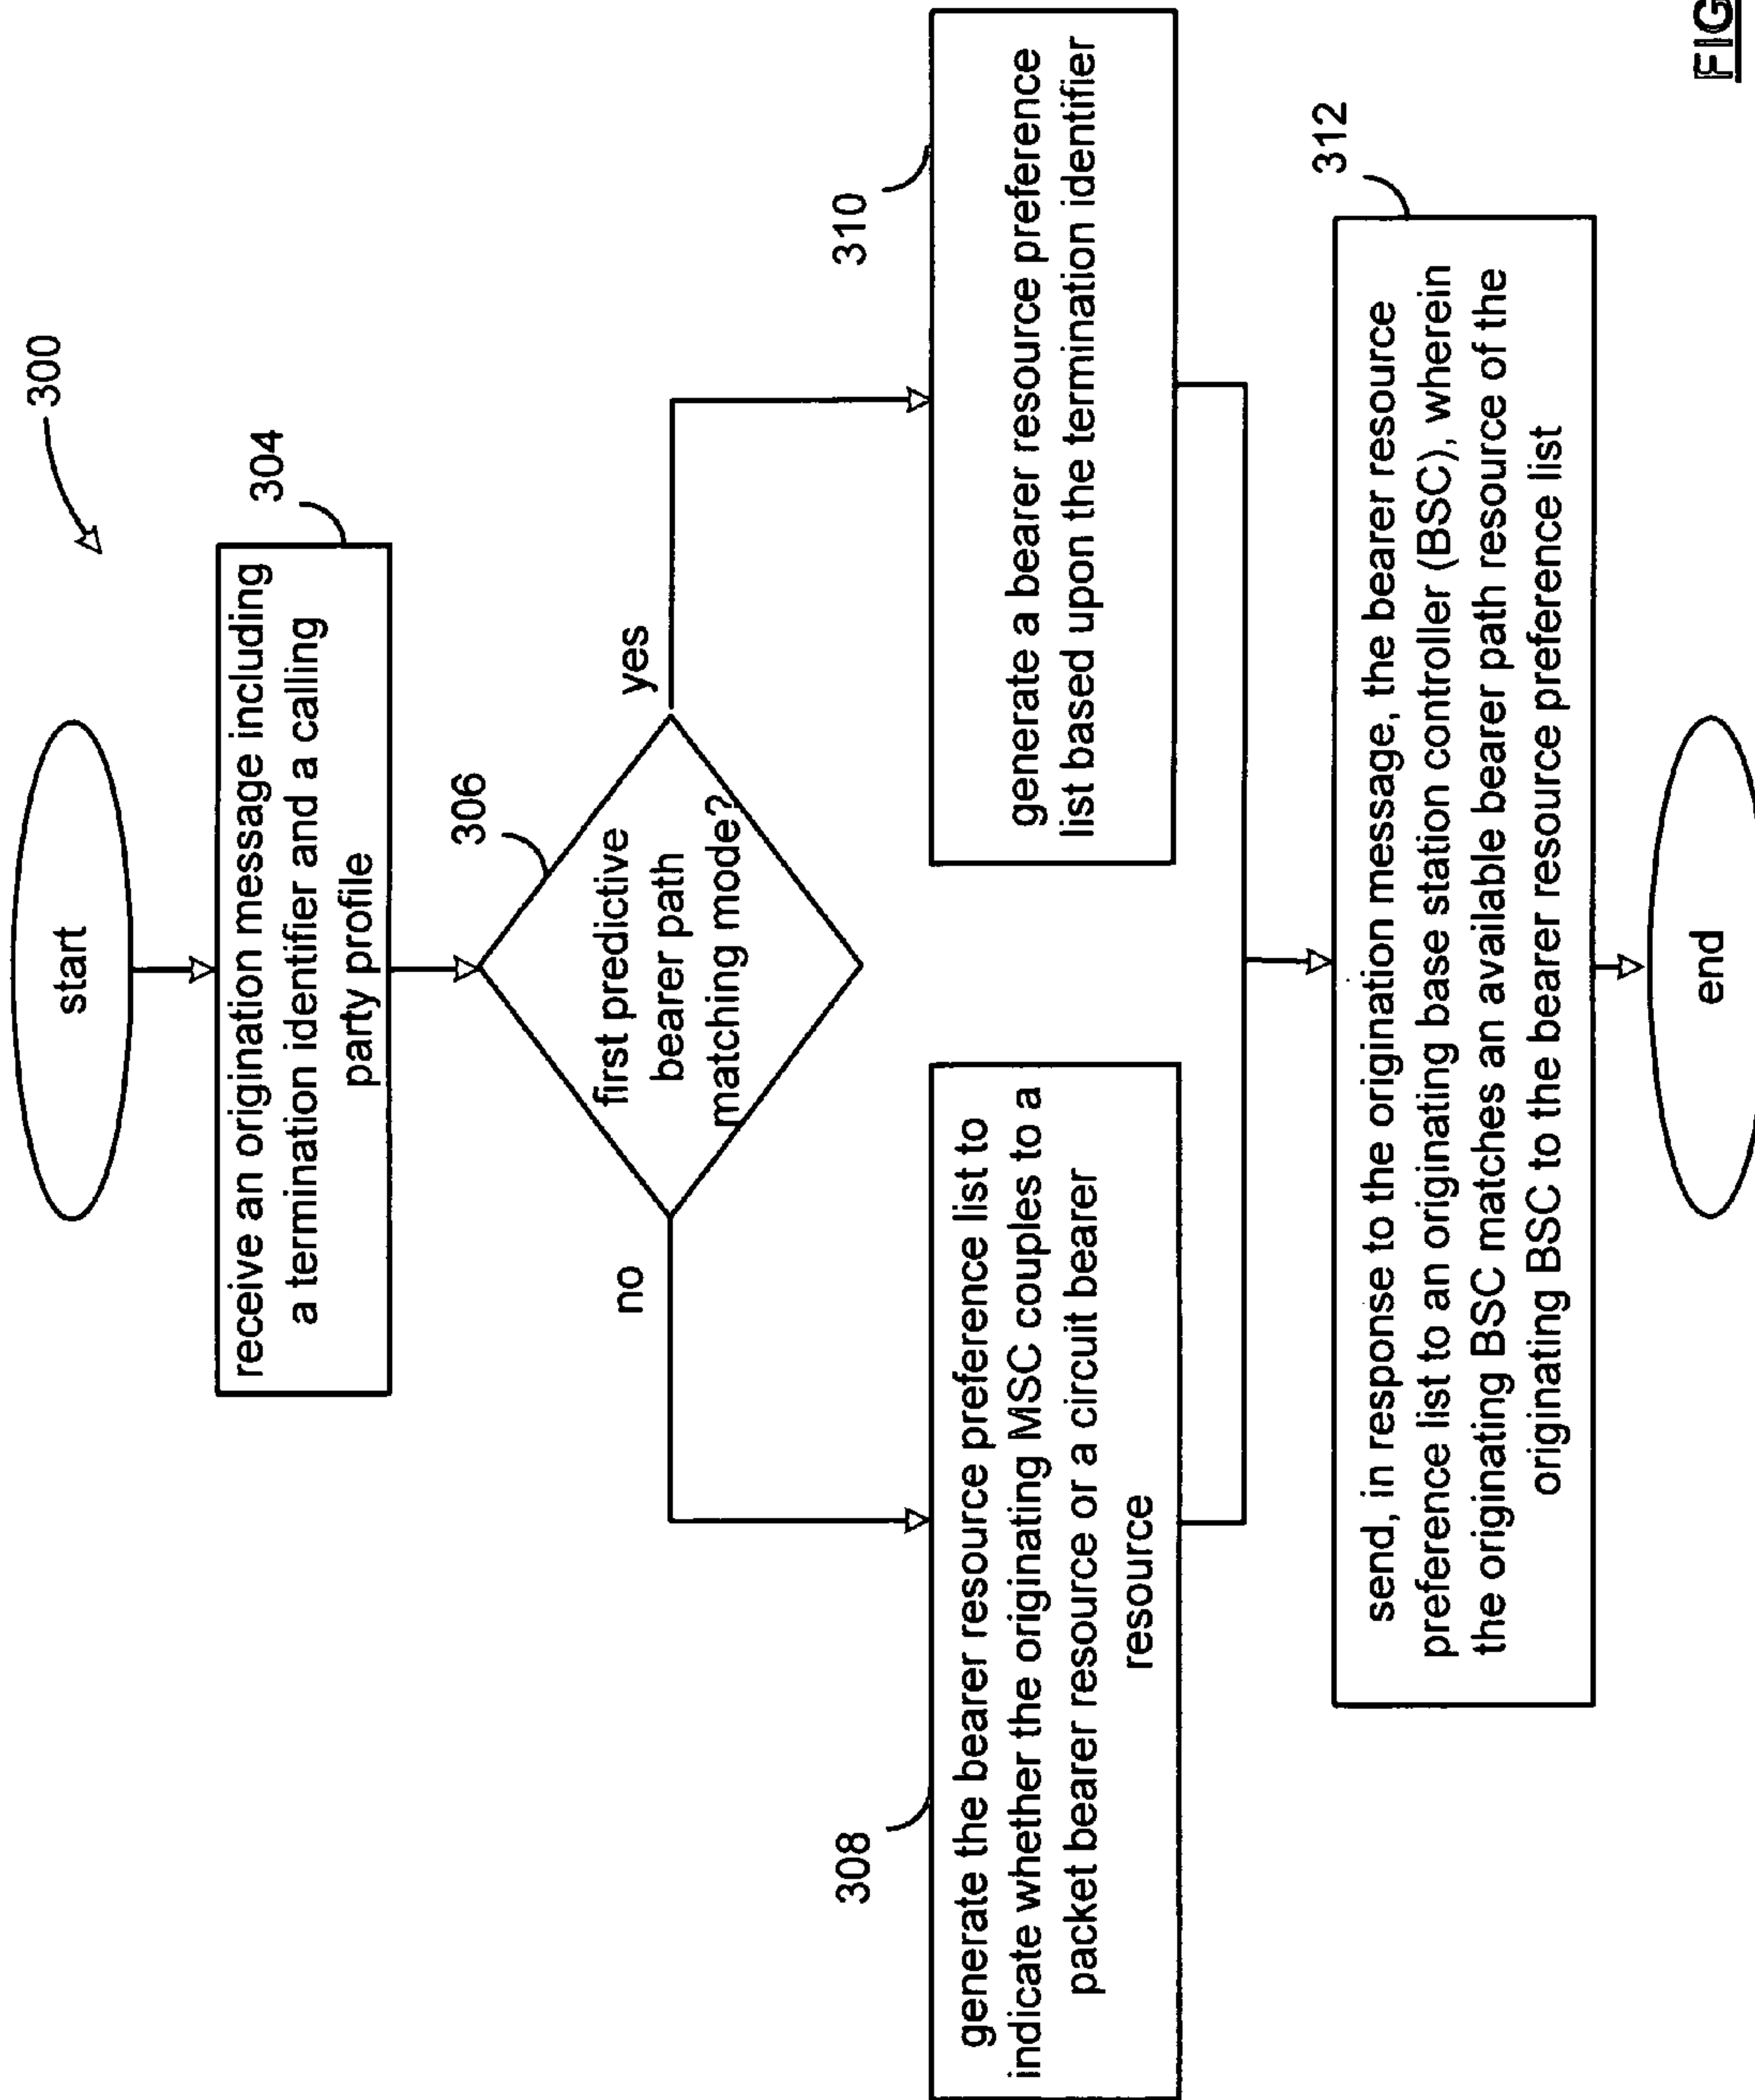 300
start
304
receive an origination message including
a termination identifier and a calling
party profile
306
first predictive
bearer path
matching mode?
no
yes
308
generate the bearer resource preference list to
indicate whether the originating MSC couples to a
packet bearer resource or a circuit bearer
resource
310
generate a bearer resource preference
list based upon the termination identifier
312
send, in response to the origination message, the bearer resource
preference list to an originating base station controller (BSC), wherein
the originating BSC matches an available bearer path resource of the
originating BSC to the bearer resource preference list
end
FIG